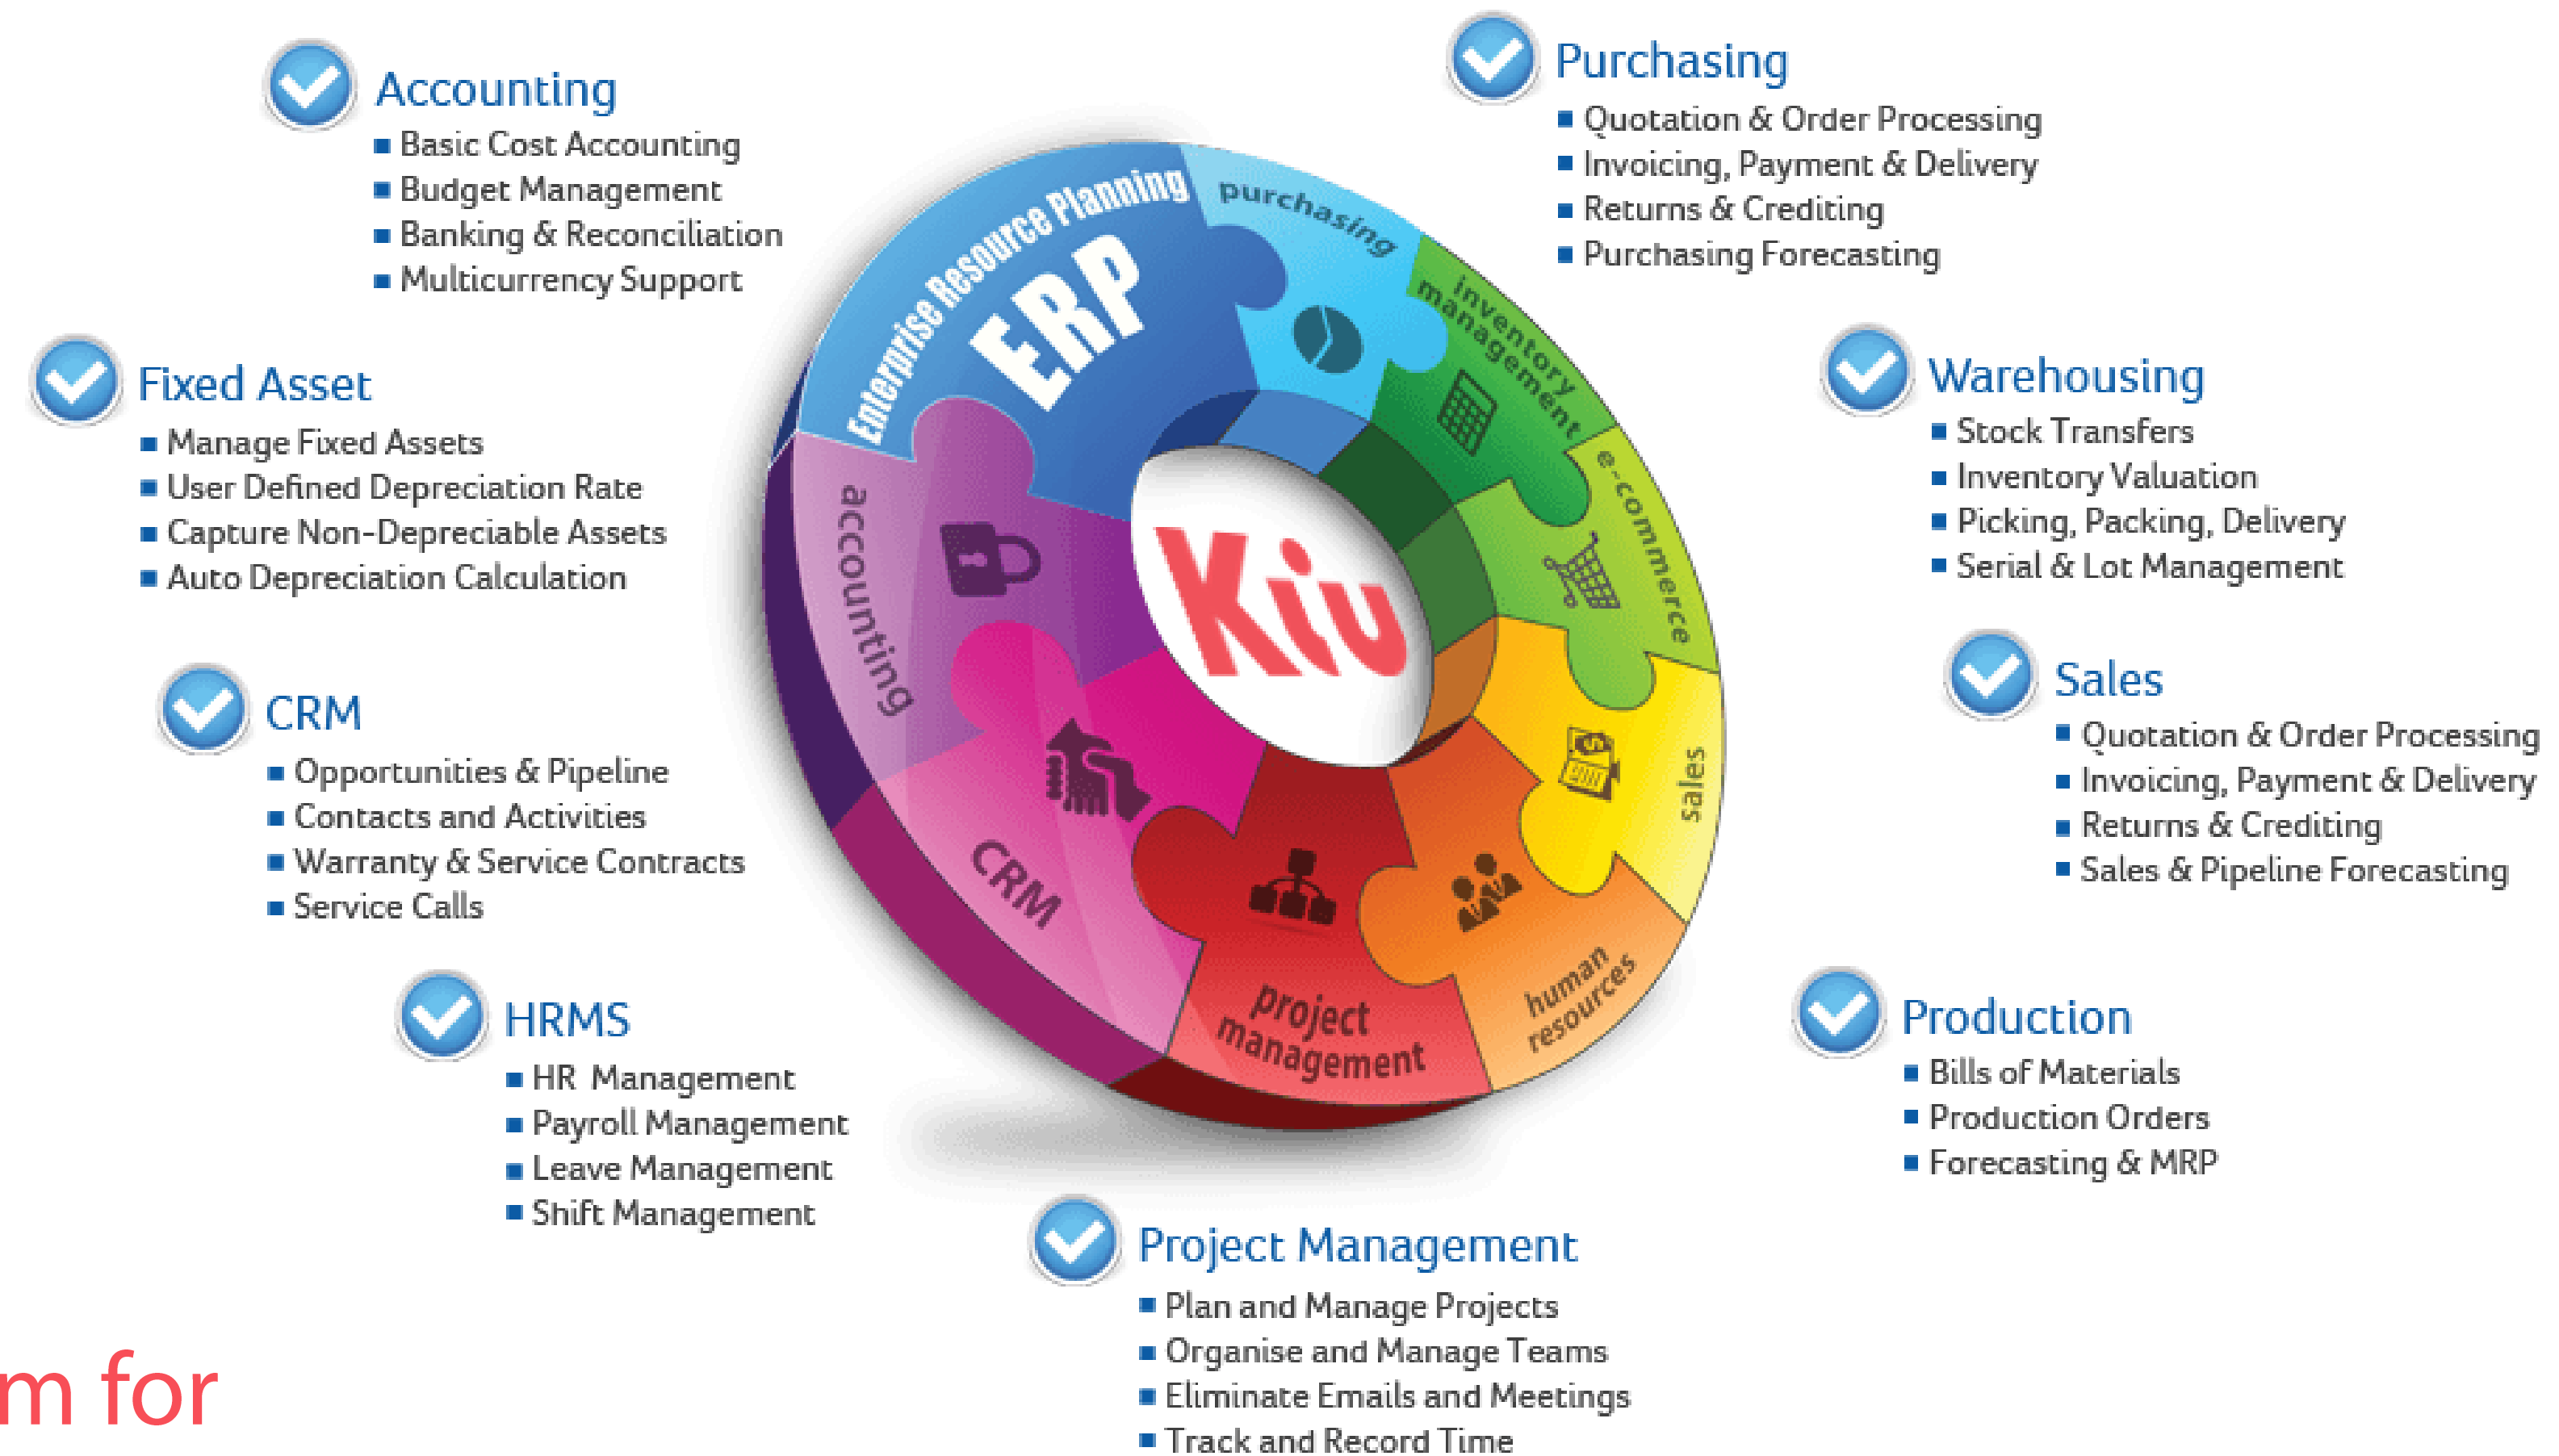 Accounting
Basic Cost Accounting
Budget Management
Banking & Reconciliation
Multicurrency Support
Purchasing
Quotation & Order Processing
Invoicing, Payment & Delivery
Returns & Crediting
Purchasing Forecasting
Fixed Asset
Manage Fixed Assets
User Defined Depreciation Rate
Capture Non-Depreciable Assets
Auto Depreciation Calculation
Warehousing
Stock Transfers
Inventory Valuation
Picking, Packing, Delivery
Serial & Lot Management
CRM
Opportunities & Pipeline
Contacts and Activities
Warranty & Service Contracts
Service Calls
Sales
Quotation & Order Processing
Invoicing, Payment & Delivery
Returns & Crediting
Sales & Pipeline Forecasting
HRMS
HR Management
Payroll Management
Leave Management
Shift Management
Production
Bills of Materials
Production Orders
Forecasting & MRP
Project Management
Plan and Manage Projects
Organise and Manage Teams
Eliminate Emails and Meetings
Track and Record Time
Enterprise Resource Planning
ERP
purchasing
inventory
management
e-commerce
sales
human
resources
project
management
CRM
accounting
Kiu
m for